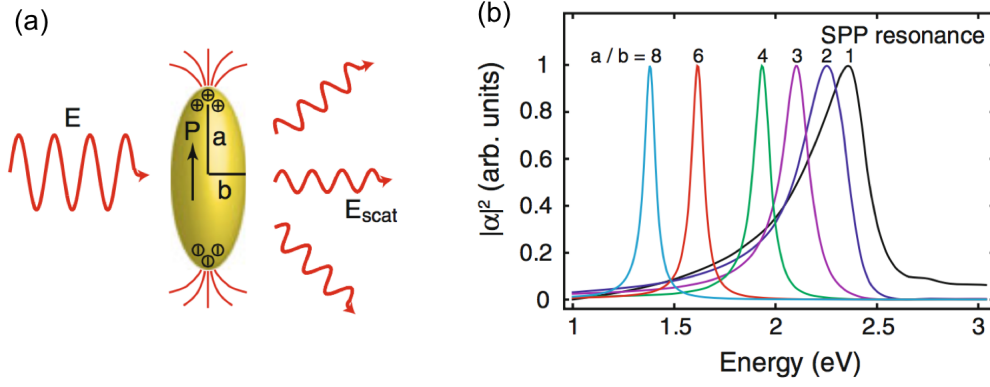 (a)
E
P
a
b
E_scat
(b)
SPP resonance
a / b = 8 6 4 3 2 1
|α|² (arb. units)
1
0.8
0.6
0.4
0.2
0
1 1.5 2 2.5 3
Energy (eV)